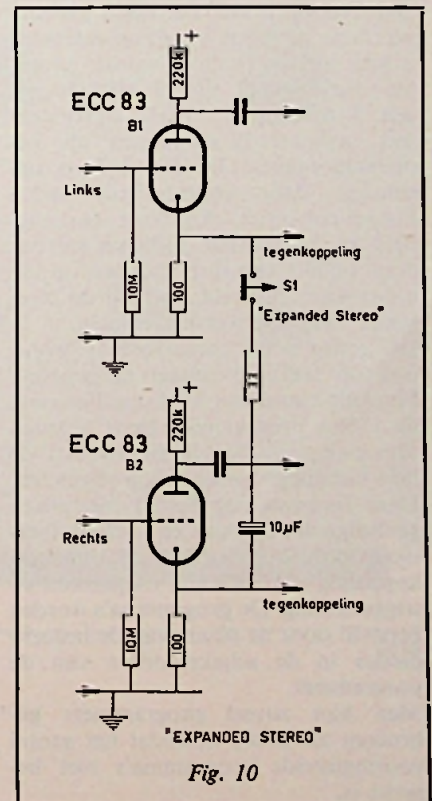 +
220k
ECC 83
B1
Links
tegenkoppeling
10M
100
S1
"Expanded Stereo"
+
220k
ECC 83
B2
10µF
Rechts
tegenkoppeling
10M
100
"EXPANDED STEREO"
Fig. 10